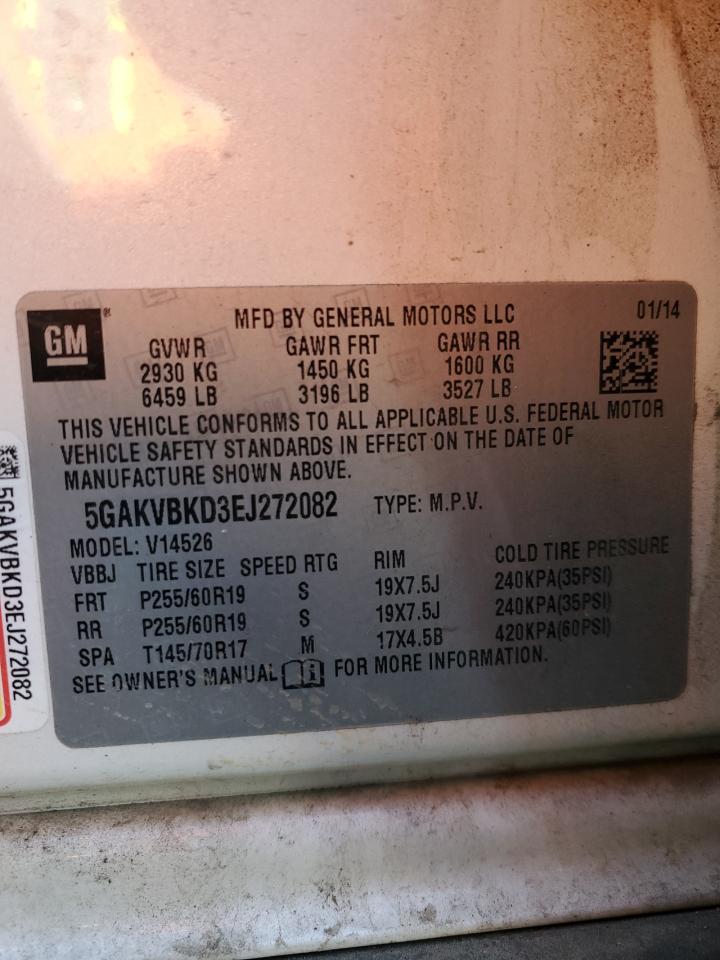 GM
MFD BY GENERAL MOTORS LLC 01/14
GVWR GAWR FRT GAWR RR
2930 KG 1450 KG 1600 KG
6459 LB 3196 LB 3527 LB
THIS VEHICLE CONFORMS TO ALL APPLICABLE U.S. FEDERAL MOTOR
VEHICLE SAFETY STANDARDS IN EFFECT ON THE DATE OF
MANUFACTURE SHOWN ABOVE.
5GAKVBKD3EJ272082 TYPE: M.P.V.
MODEL: V14526
VBBJ TIRE SIZE SPEED RTG RIM COLD TIRE PRESSURE
FRT P255/60R19 S 19X7.5J 240KPA(35PSI)
RR P255/60R19 S 19X7.5J 240KPA(35PSI)
SPA T145/70R17 M 17X4.5B 420KPA(60PSI)
SEE OWNER'S MANUAL FOR MORE INFORMATION.
5GAKVBKD3EJ272082